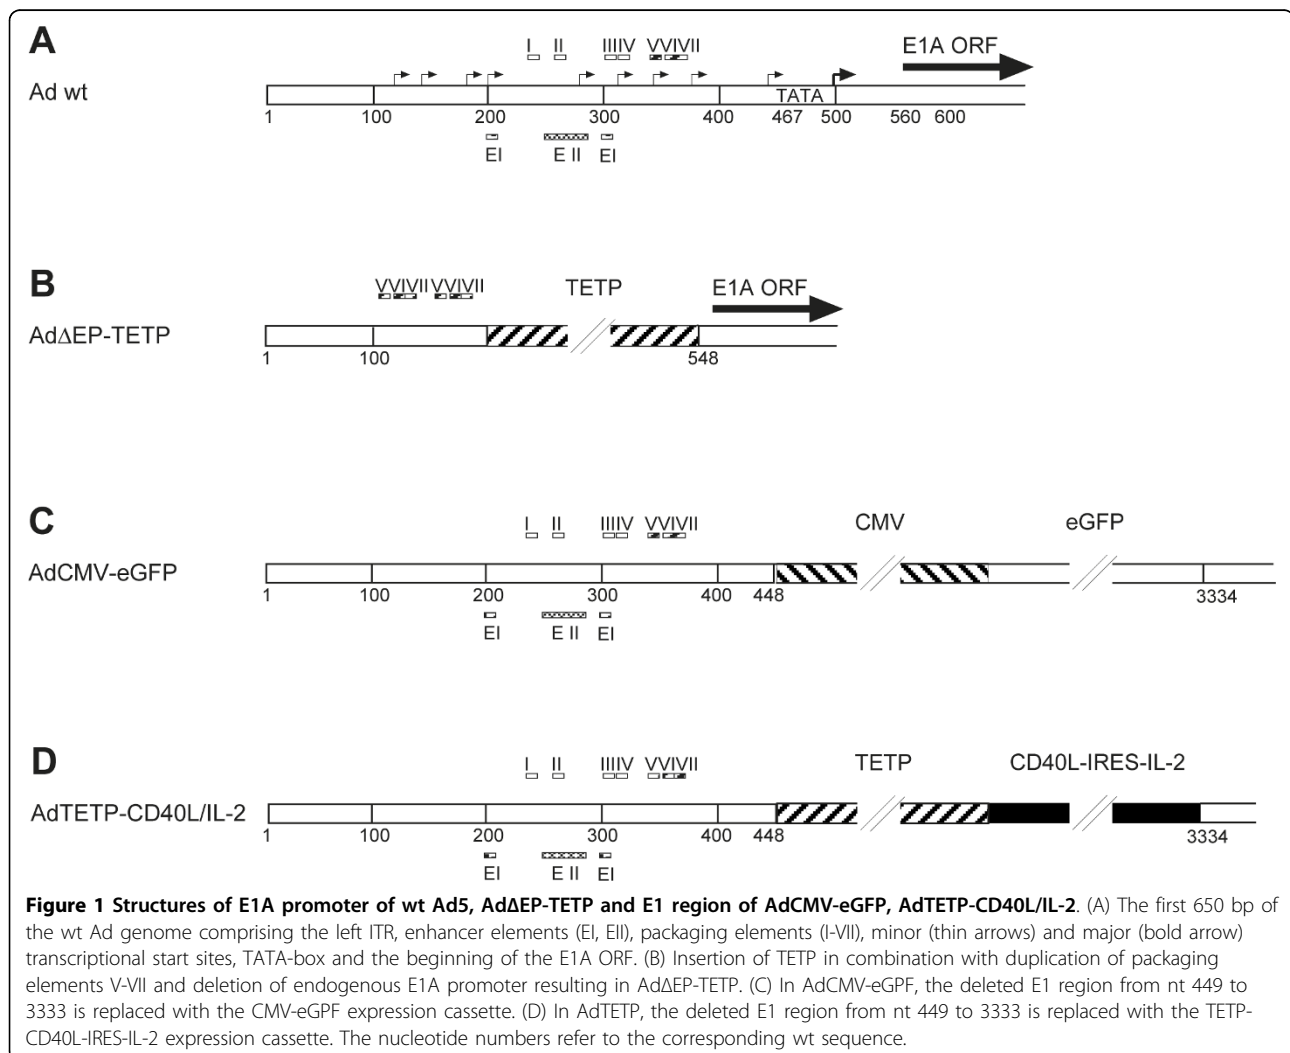 A
I II IIIIV VVIVII E1A ORF
Ad wt
TATA
1 100 200 300 400 467 500 560 600
EI E II EI
B
VVIVII VVIVII TETP E1A ORF
AdΔEP-TETP
1 100 548
C
I II IIIIV VVIVII CMV eGFP
AdCMV-eGFP
1 100 200 300 400 448 3334
EI E II EI
D
I II IIIIV VVIVII TETP CD40L-IRES-IL-2
AdTETP-CD40L/IL-2
1 100 200 300 400 448 3334
EI E II EI
Figure 1 Structures of E1A promoter of wt Ad5, AdΔEP-TETP and E1 region of AdCMV-eGFP, AdTETP-CD40L/IL-2. (A) The first 650 bp of
the wt Ad genome comprising the left ITR, enhancer elements (EI, EII), packaging elements (I-VII), minor (thin arrows) and major (bold arrow)
transcriptional start sites, TATA-box and the beginning of the E1A ORF. (B) Insertion of TETP in combination with duplication of packaging
elements V-VII and deletion of endogenous E1A promoter resulting in AdΔEP-TETP. (C) In AdCMV-eGPF, the deleted E1 region from nt 449 to
3333 is replaced with the CMV-eGPF expression cassette. (D) In AdTETP, the deleted E1 region from nt 449 to 3333 is replaced with the TETP-
CD40L-IRES-IL-2 expression cassette. The nucleotide numbers refer to the corresponding wt sequence.